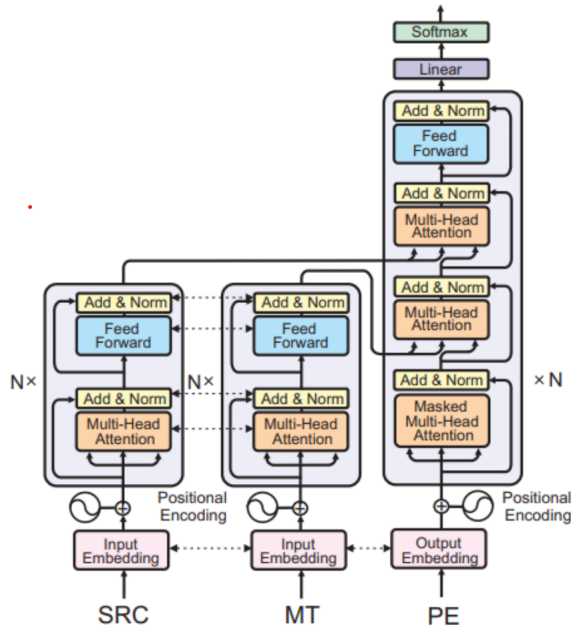 Softmax
Linear
Add & Norm
Feed
Forward
Add & Norm
Multi-Head
Attention
Add & Norm
Multi-Head
Attention
Add & Norm
Masked
Multi-Head
Attention
× N
Positional
Encoding
Output
Embedding
PE
Add & Norm
Feed
Forward
N×
Add & Norm
Multi-Head
Attention
Positional
Encoding
Input
Embedding
SRC
Add & Norm
Feed
Forward
N×
Add & Norm
Multi-Head
Attention
Input
Embedding
MT